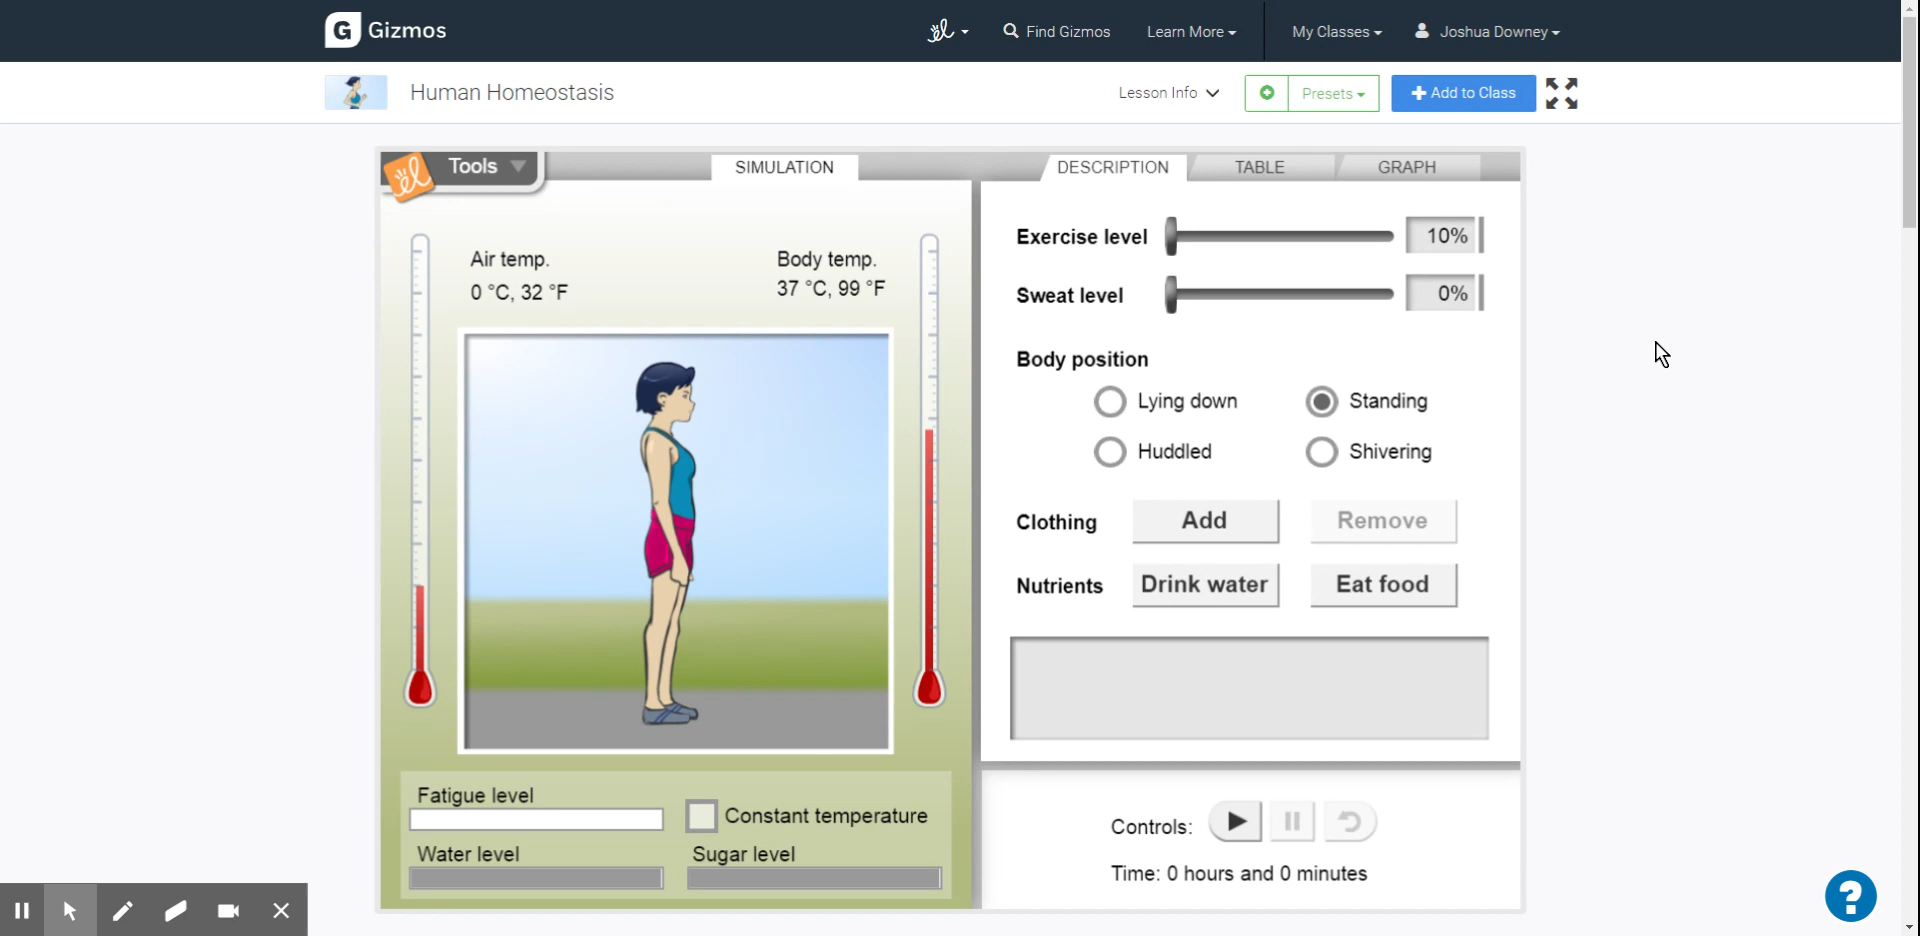 G Gizmos
Find Gizmos
Learn More
My Classes
Joshua Downey
Human Homeostasis
Lesson Info
Presets
Add to Class
Tools
SIMULATION
DESCRIPTION
TABLE
GRAPH
Air temp.
0 °C, 32 °F
Body temp.
37 °C, 99 °F
Exercise level
10%
Sweat level
0%
Body position
Lying down
Standing
Huddled
Shivering
Clothing
Add
Remove
Nutrients
Drink water
Eat food
Fatigue level
Constant temperature
Water level
Sugar level
Controls:
Time: 0 hours and 0 minutes
?